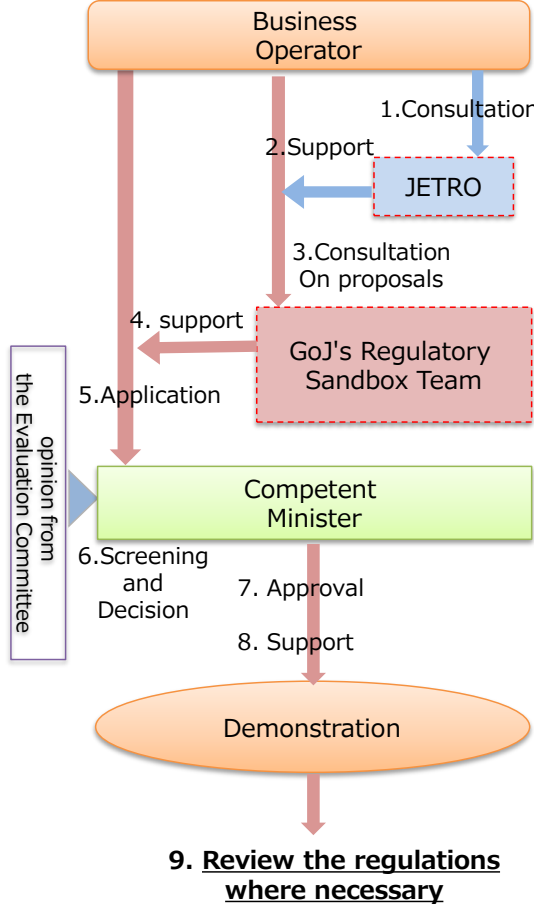 Business
Operator
1.Consultation
2.Support
JETRO
3.Consultation
On proposals
4. support
GoJ's Regulatory
Sandbox Team
5.Application
opinion from
the Evaluation Committee
Competent
Minister
6.Screening
and
Decision
7. Approval
8. Support
Demonstration
9. Review the regulations
where necessary